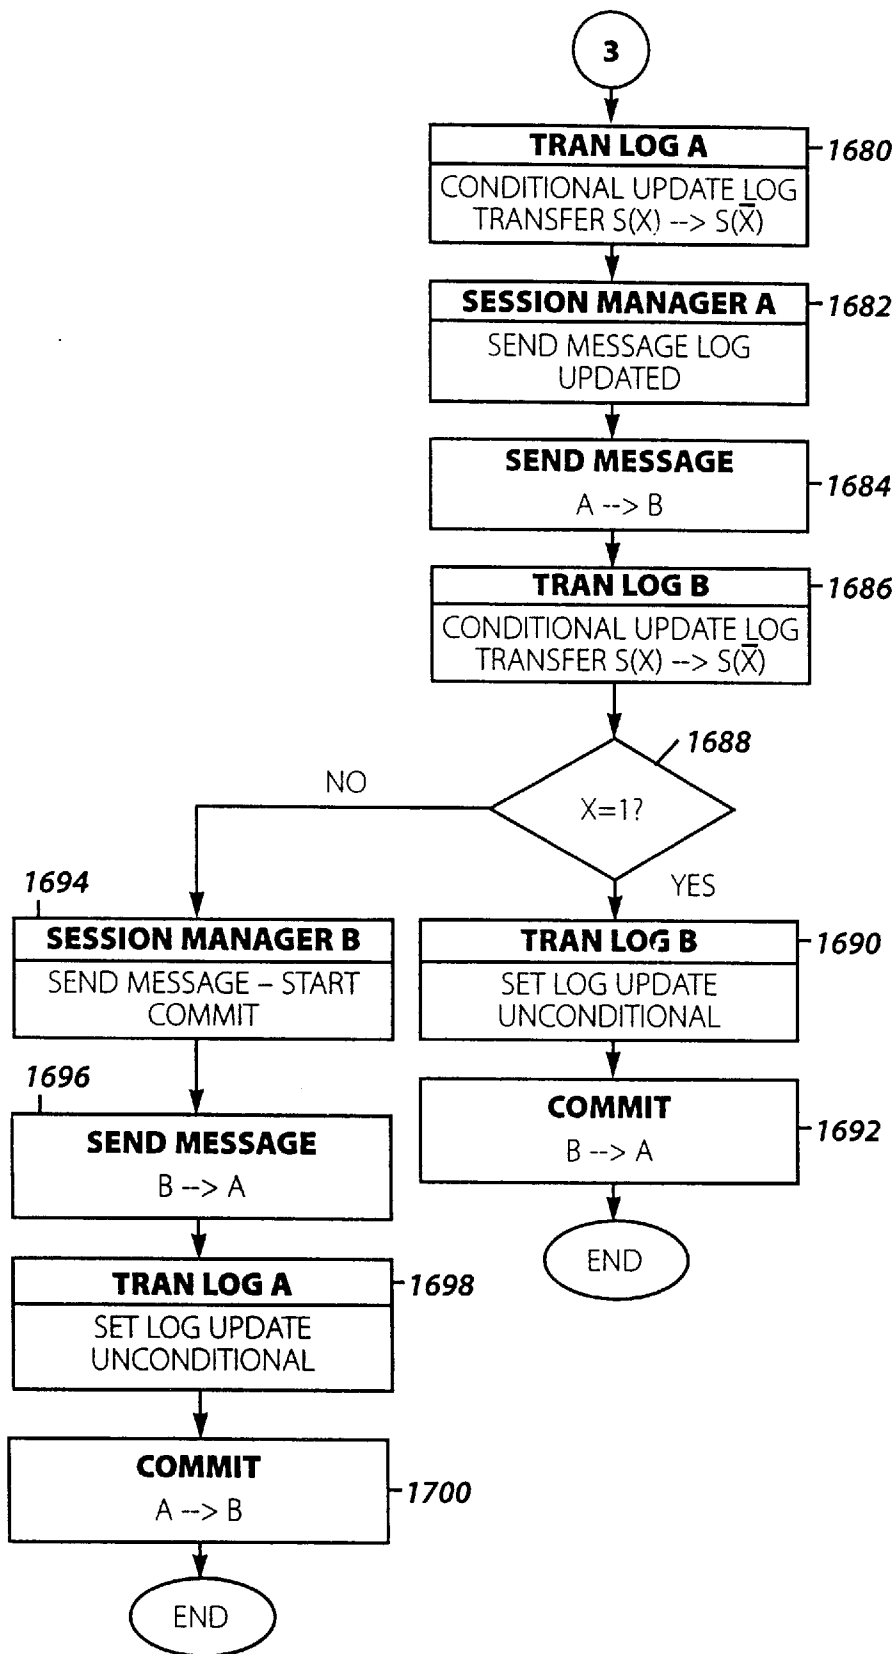 3
TRAN LOG A
1680
CONDITIONAL UPDATE LOG
TRANSFER S(X) --> S(X̅)
SESSION MANAGER A
1682
SEND MESSAGE LOG
UPDATED
SEND MESSAGE
1684
A --> B
TRAN LOG B
1686
CONDITIONAL UPDATE LOG
TRANSFER S(X) --> S(X̅)
1688
NO
X=1?
YES
1694
SESSION MANAGER B
SEND MESSAGE – START
COMMIT
1696
SEND MESSAGE
B --> A
TRAN LOG A
1698
SET LOG UPDATE
UNCONDITIONAL
COMMIT
1700
A --> B
END
TRAN LOG B
1690
SET LOG UPDATE
UNCONDITIONAL
COMMIT
1692
B --> A
END